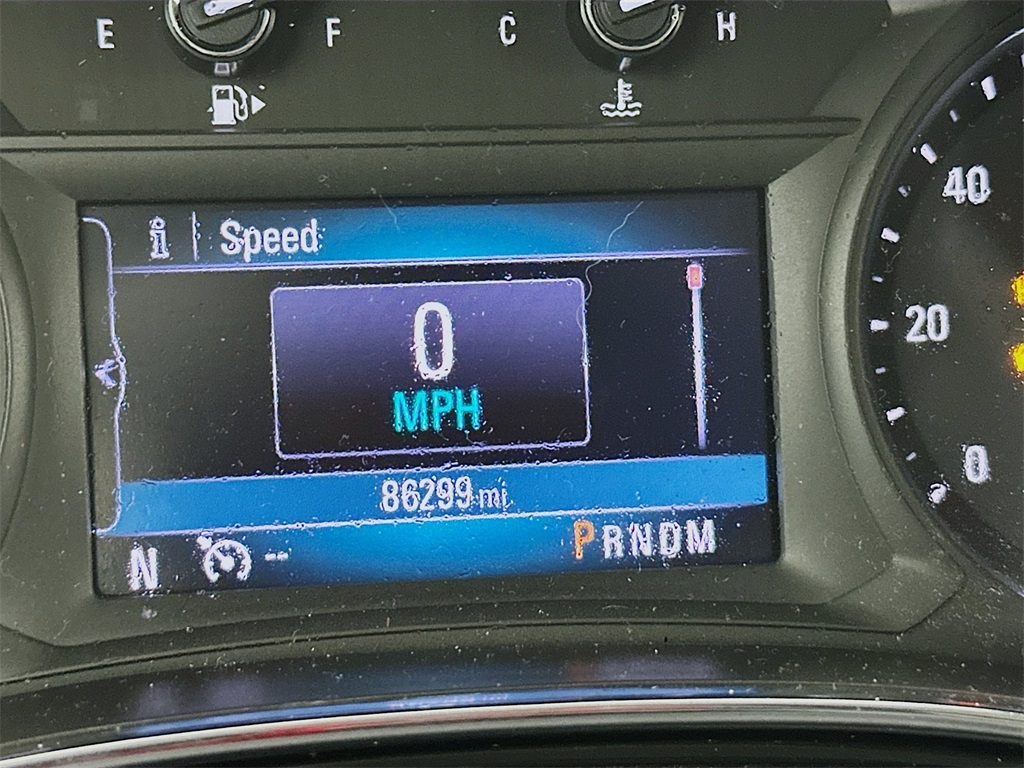 E F C H
i Speed
40
0
20
MPH
0
86299 mi
N -- PRNDM